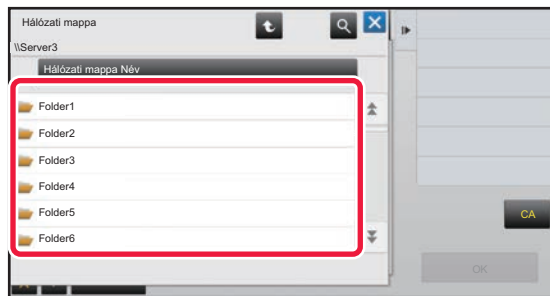 Hálózati mappa
\\Server3
Hálózati mappa Név
Folder1
Folder2
Folder3
Folder4
Folder5
Folder6
CA
OK